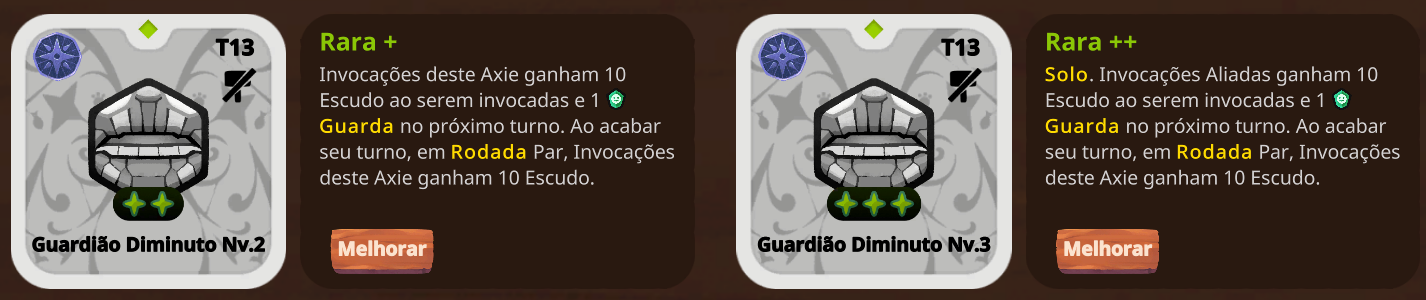 T13
Guardião Diminuto Nv.2
Rara +
Invocações deste Axie ganham 10
Escudo ao serem invocadas e 1
Guarda no próximo turno. Ao acabar
seu turno, em Rodada Par, Invocações
deste Axie ganham 10 Escudo.
Melhorar
T13
Guardião Diminuto Nv.3
Rara ++
Solo. Invocações Aliadas ganham 10
Escudo ao serem invocadas e 1
Guarda no próximo turno. Ao acabar
seu turno, em Rodada Par, Invocações
deste Axie ganham 10 Escudo.
Melhorar